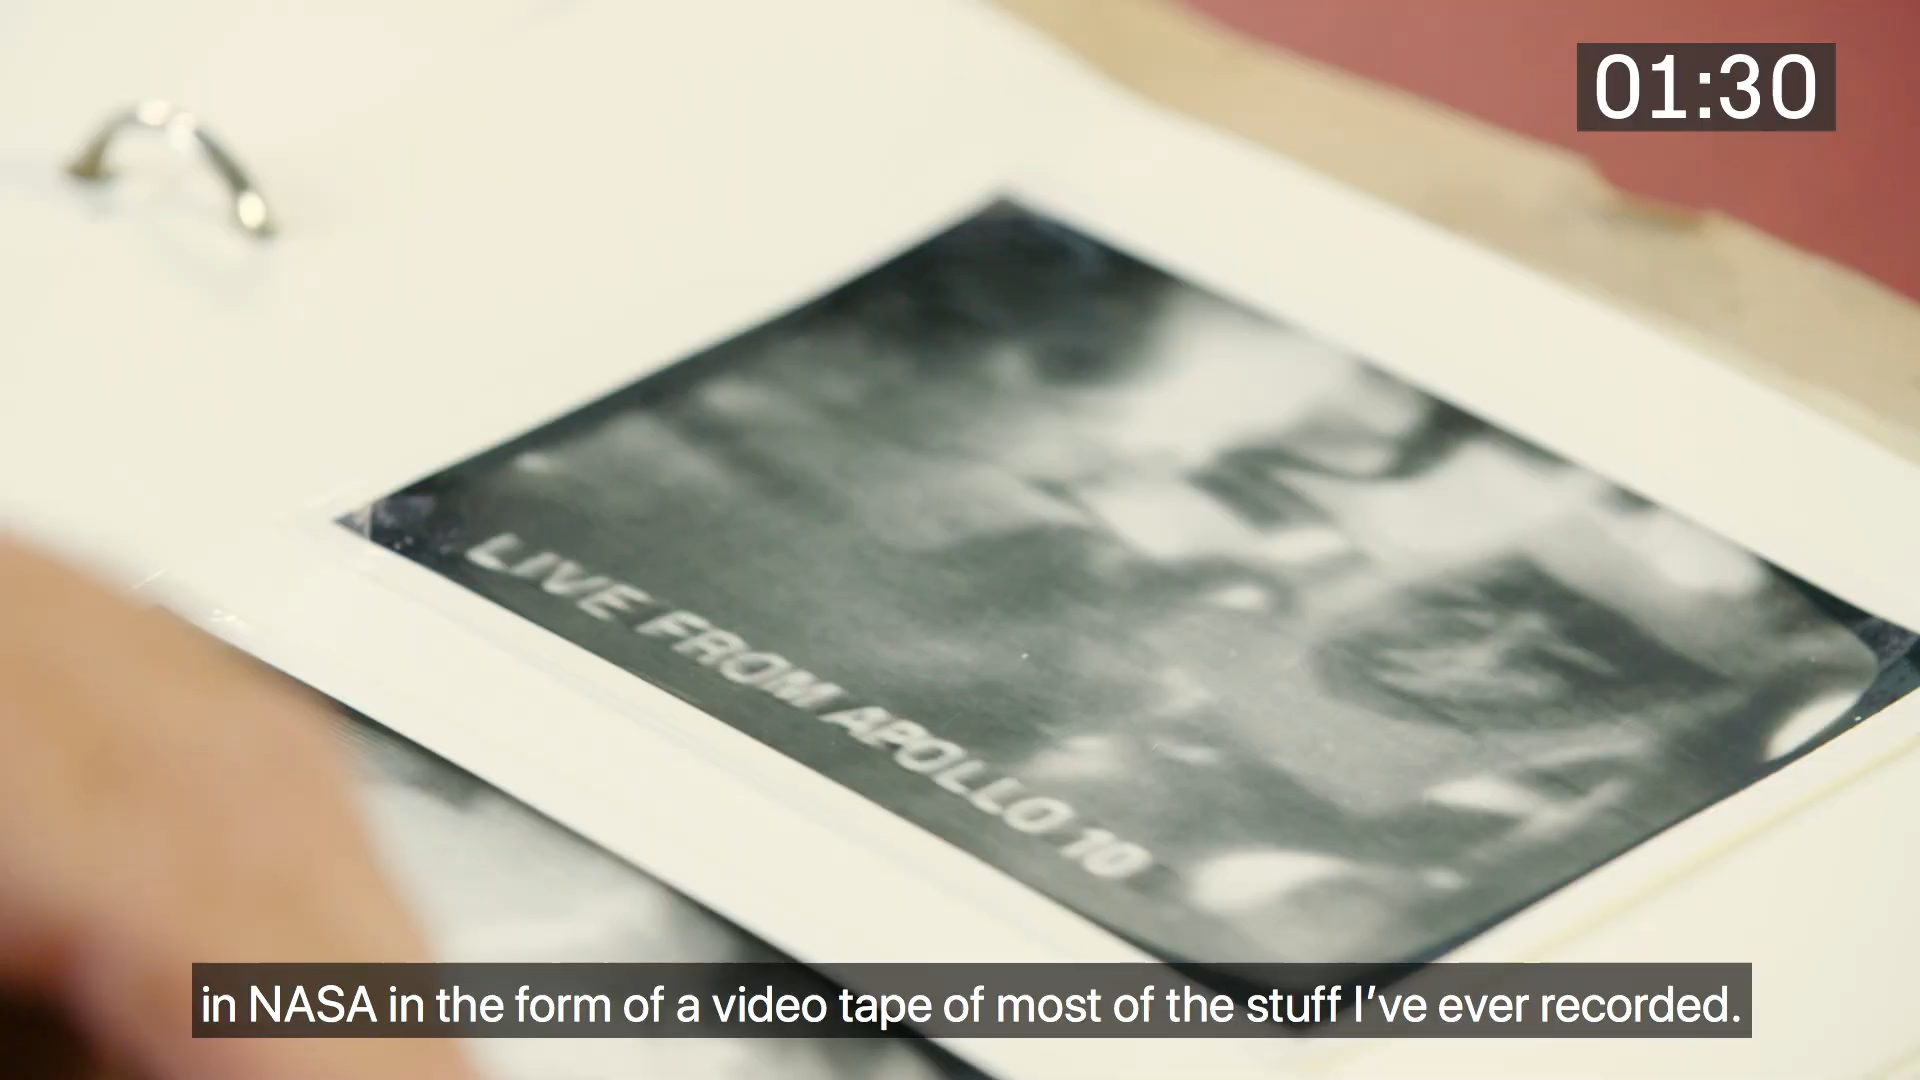 01:30
LIVE FROM APOLLO 10
in NASA in the form of a video tape of most of the stuff I've ever recorded.